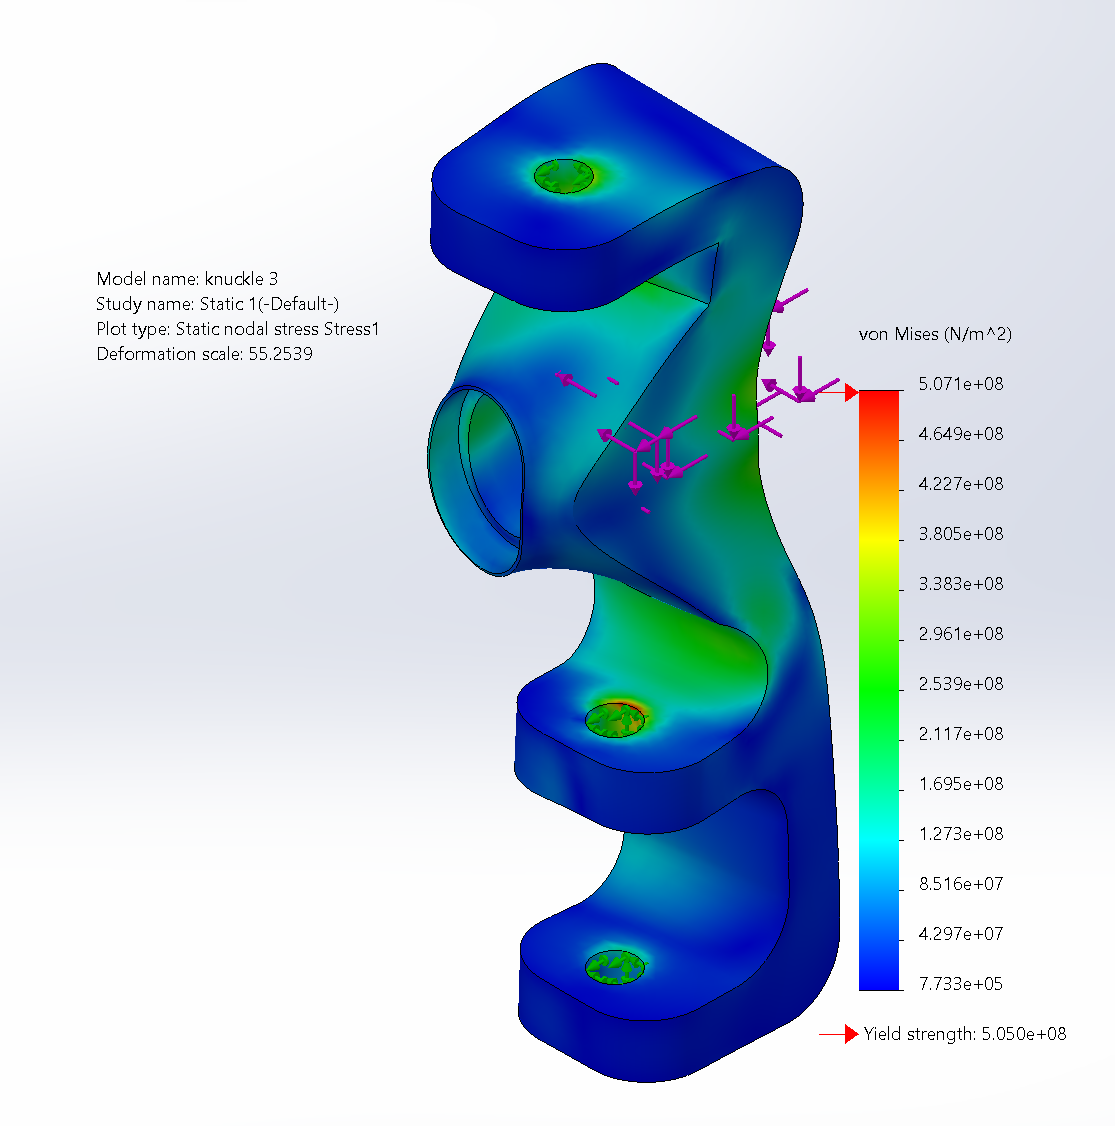 Model name: knuckle 3
Study name: Static 1(-Default-)
Plot type: Static nodal stress Stress1
Deformation scale: 55.2539
von Mises (N/m^2)
5.071e+08
4.649e+08
4.227e+08
3.805e+08
3.383e+08
2.961e+08
2.539e+08
2.117e+08
1.695e+08
1.273e+08
8.516e+07
4.297e+07
7.733e+05
Yield strength: 5.050e+08